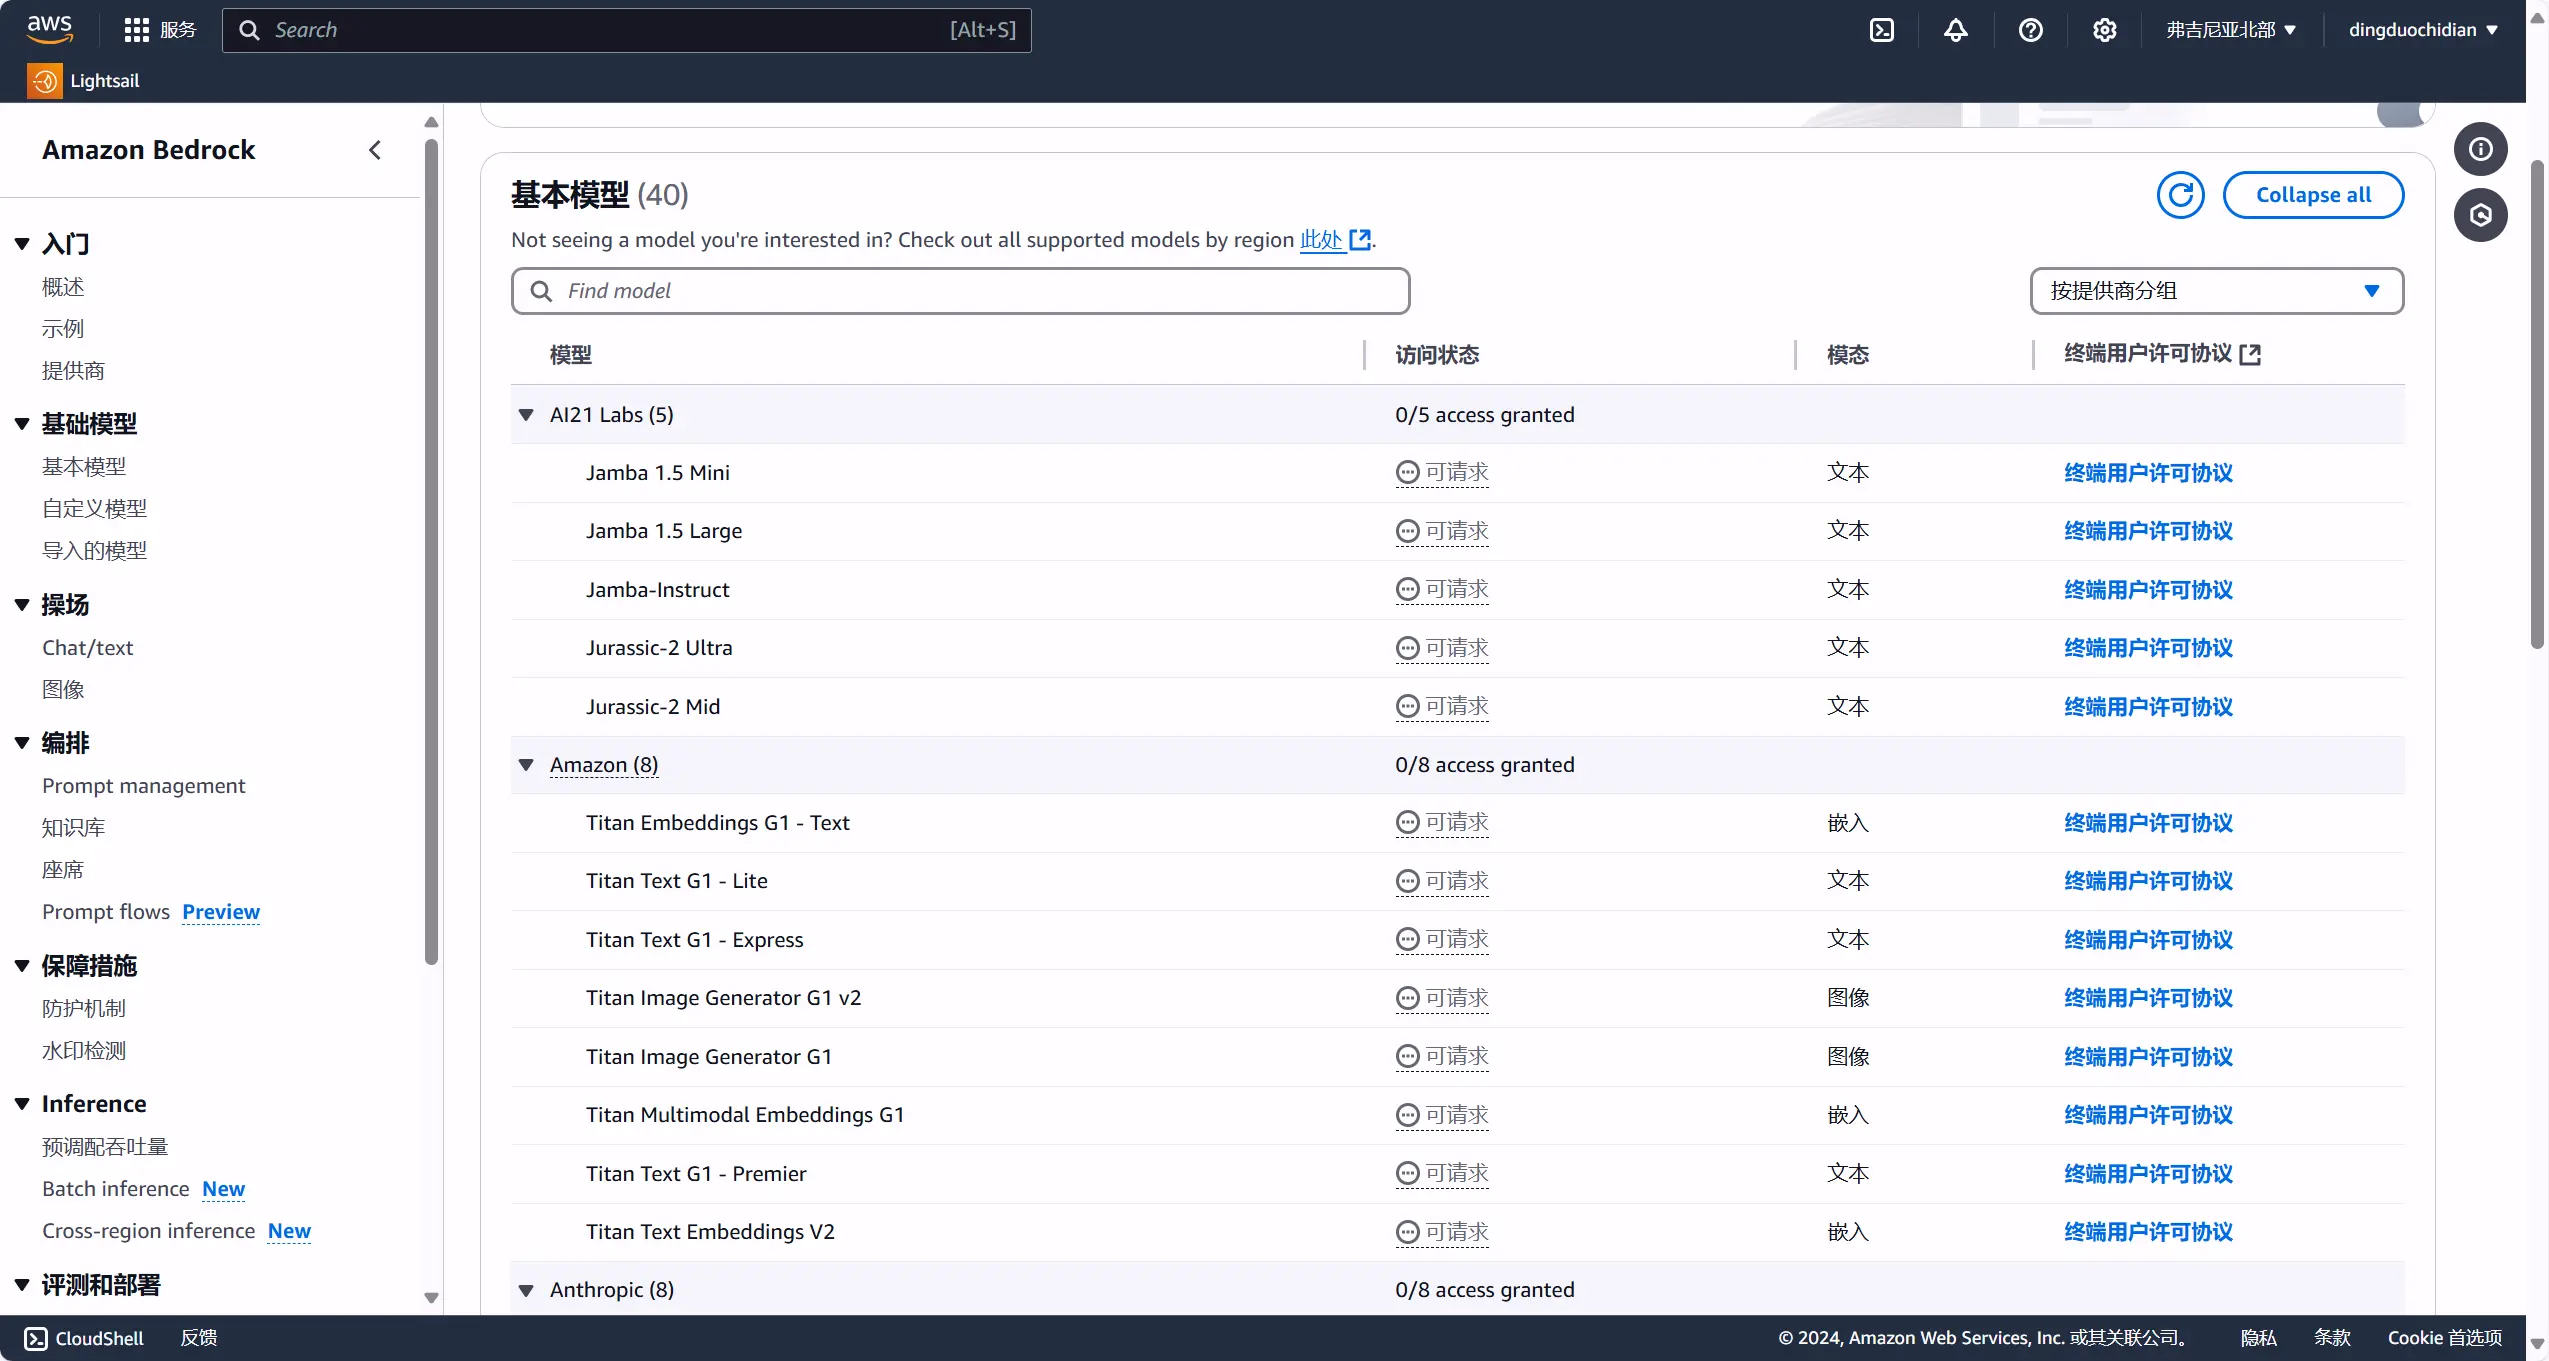 aws
服务
Search
[Alt+S]
弗吉尼亚北部
dingduochidian
Lightsail
Amazon Bedrock
入门
概述
示例
提供商
基础模型
基本模型
自定义模型
导入的模型
操场
Chat/text
图像
编排
Prompt management
知识库
座席
Prompt flows Preview
保障措施
防护机制
水印检测
Inference
预调配吞吐量
Batch inference New
Cross-region inference New
评测和部署
基本模型 (40)
Collapse all
Not seeing a model you're interested in? Check out all supported models by region 此处.
Find model
按提供商分组
模型 访问状态 模态 终端用户许可协议
AI21 Labs (5) 0/5 access granted
Jamba 1.5 Mini 可请求 文本 终端用户许可协议
Jamba 1.5 Large 可请求 文本 终端用户许可协议
Jamba-Instruct 可请求 文本 终端用户许可协议
Jurassic-2 Ultra 可请求 文本 终端用户许可协议
Jurassic-2 Mid 可请求 文本 终端用户许可协议
Amazon (8) 0/8 access granted
Titan Embeddings G1 - Text 可请求 嵌入 终端用户许可协议
Titan Text G1 - Lite 可请求 文本 终端用户许可协议
Titan Text G1 - Express 可请求 文本 终端用户许可协议
Titan Image Generator G1 v2 可请求 图像 终端用户许可协议
Titan Image Generator G1 可请求 图像 终端用户许可协议
Titan Multimodal Embeddings G1 可请求 嵌入 终端用户许可协议
Titan Text G1 - Premier 可请求 文本 终端用户许可协议
Titan Text Embeddings V2 可请求 嵌入 终端用户许可协议
Anthropic (8) 0/8 access granted
CloudShell 反馈 © 2024, Amazon Web Services, Inc. 或其关联公司。 隐私 条款 Cookie 首选项